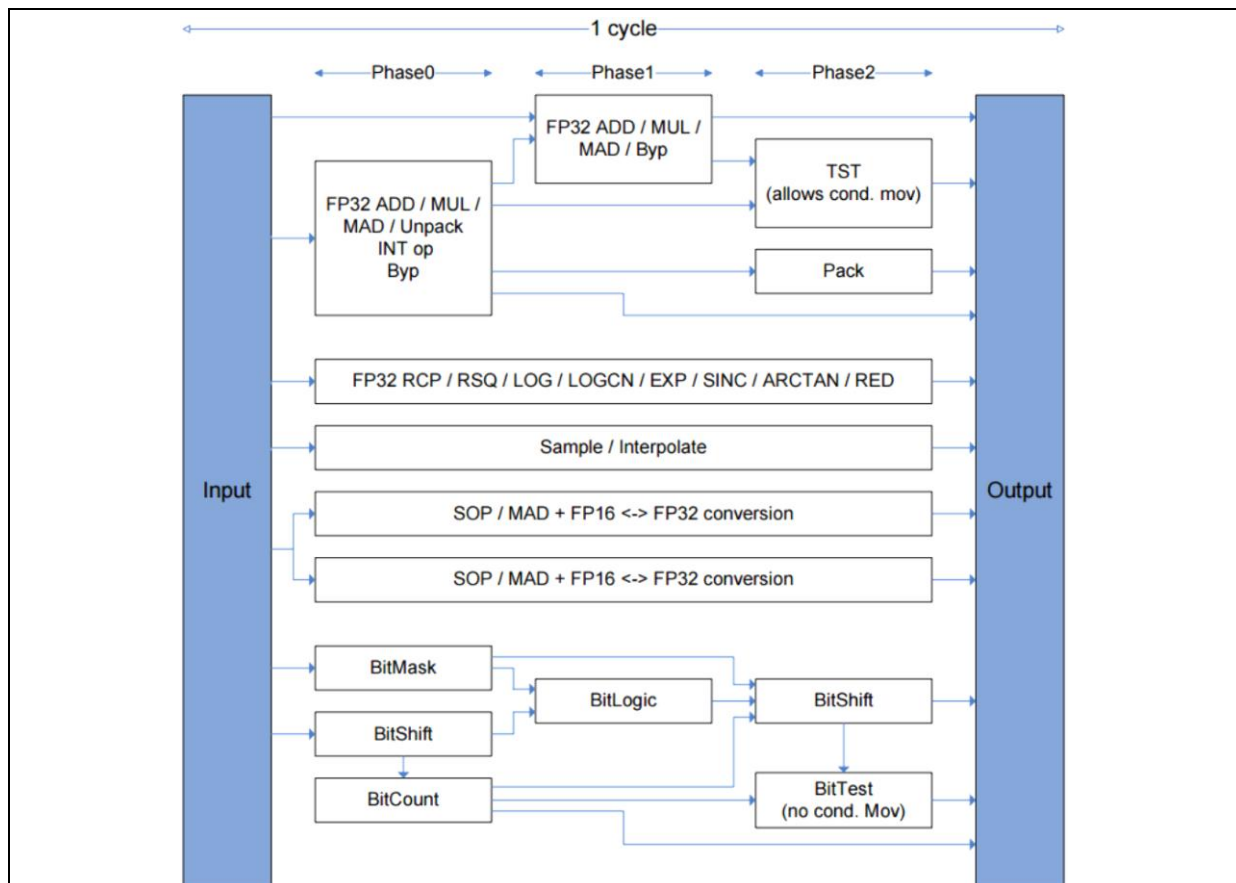 1 cycle
Phase0
Phase1
Phase2
FP32 ADD / MUL /
MAD / Byp
TST
(allows cond. mov)
FP32 ADD / MUL /
MAD / Unpack
INT op
Byp
Pack
FP32 RCP / RSQ / LOG / LOGCN / EXP / SINC / ARCTAN / RED
Sample / Interpolate
Input
Output
SOP / MAD + FP16 <-> FP32 conversion
SOP / MAD + FP16 <-> FP32 conversion
BitMask
BitLogic
BitShift
BitShift
BitCount
BitTest
(no cond. Mov)